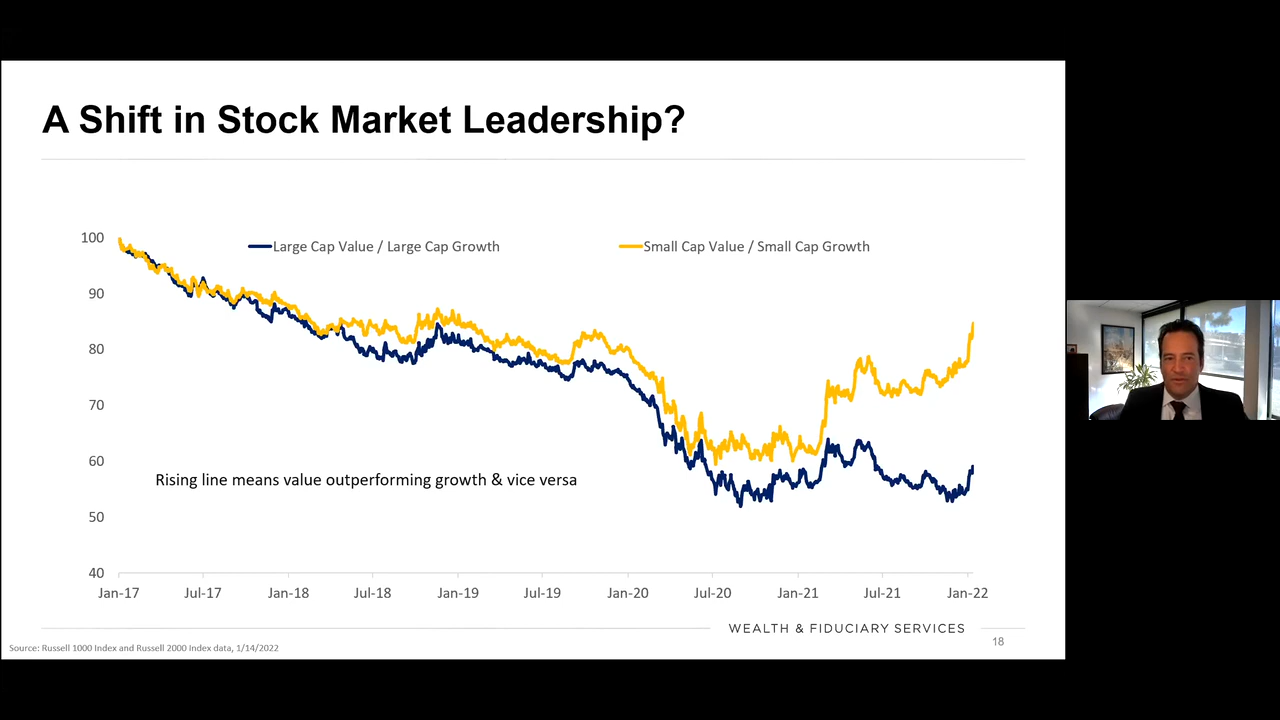 A Shift in Stock Market Leadership?
Large Cap Value / Large Cap Growth
Small Cap Value / Small Cap Growth
100
90
80
70
60
50
40
Rising line means value outperforming growth & vice versa
Jan-17 Jul-17 Jan-18 Jul-18 Jan-19 Jul-19 Jan-20 Jul-20 Jan-21 Jul-21 Jan-22
WEALTH & FIDUCIARY SERVICES
18
Source: Russell 1000 Index and Russell 2000 Index data, 1/14/2022